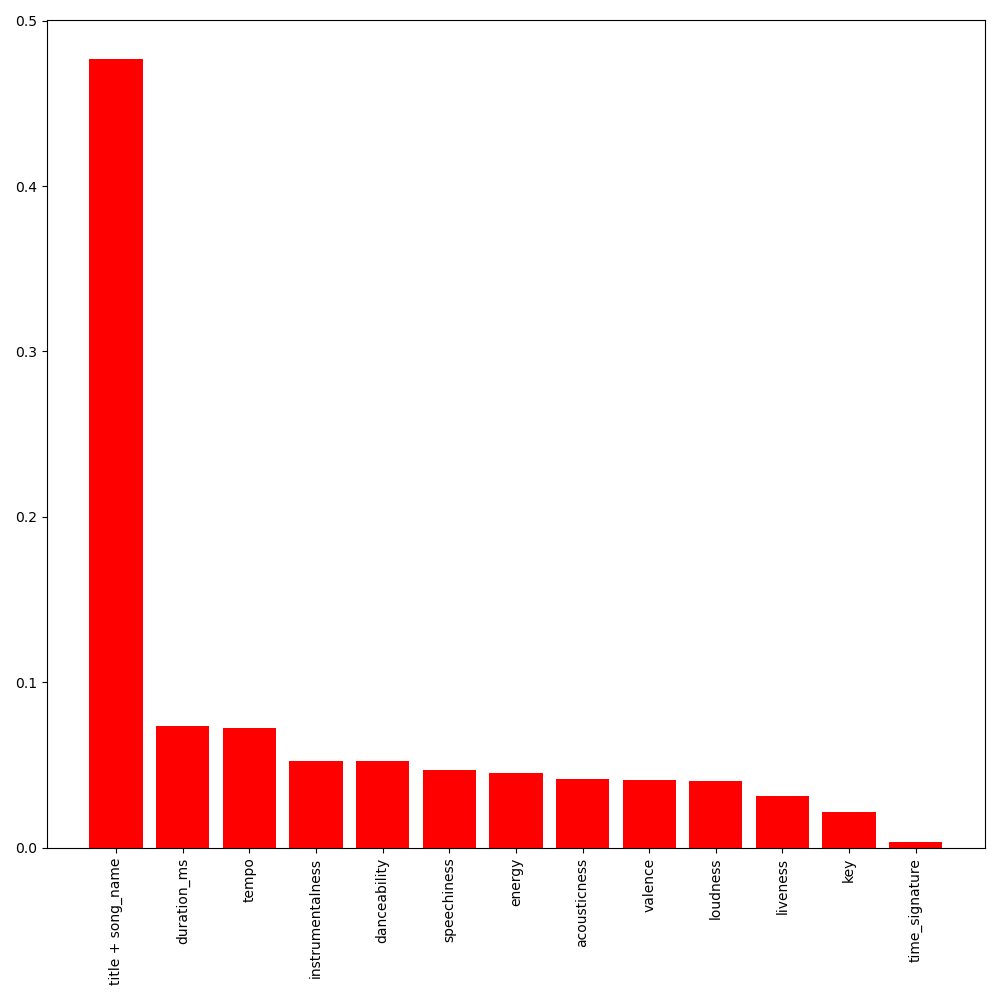 0.5
0.4
0.3
0.2
0.1
0.0
title + song_name
duration_ms
tempo
instrumentalness
danceability
speechiness
energy
acousticness
valence
loudness
liveness
key
time_signature